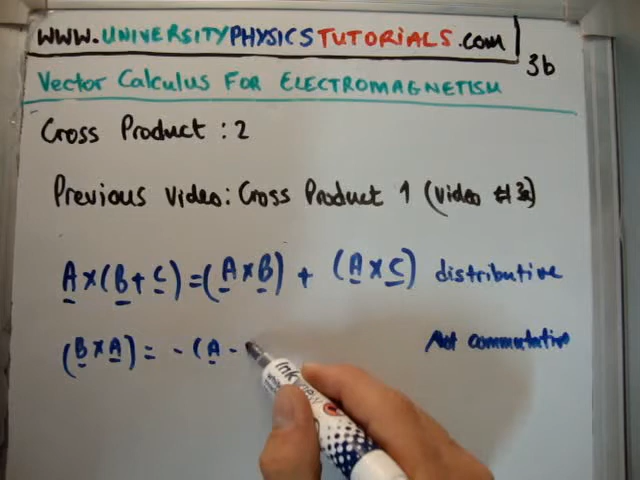 WWW.UNIVERSITYPHYSICSTUTORIALS.com
3b
Vector Calculus FOR ELECTROMAGNETISM
Cross Product : 2
Previous Video: Cross Product 1 (Video #3a)
A × (B + C) = (A × B) + (A × C) distributive
(B × A) = - (A - Not commutative
Ink